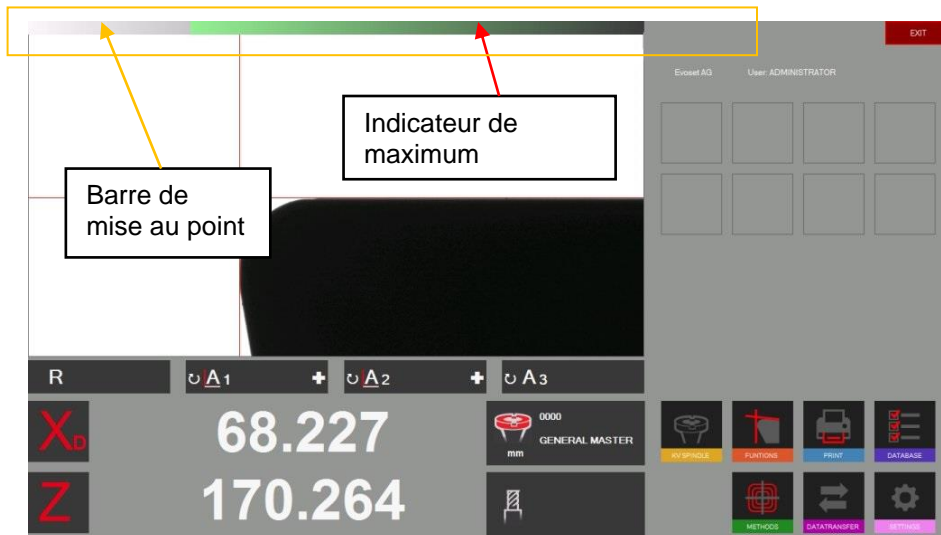 EXIT
Evoset AG User: ADMINISTRATOR
Indicateur de
maximum
Barre de
mise au point
R
A1
A2
A3
XD
68.227
0000
GENERAL MASTER
mm
Z
170.264
KV SPINDLE
FUNTIONS
PRINT
DATABASE
METHODS
DATATRANSFER
SETTINGS